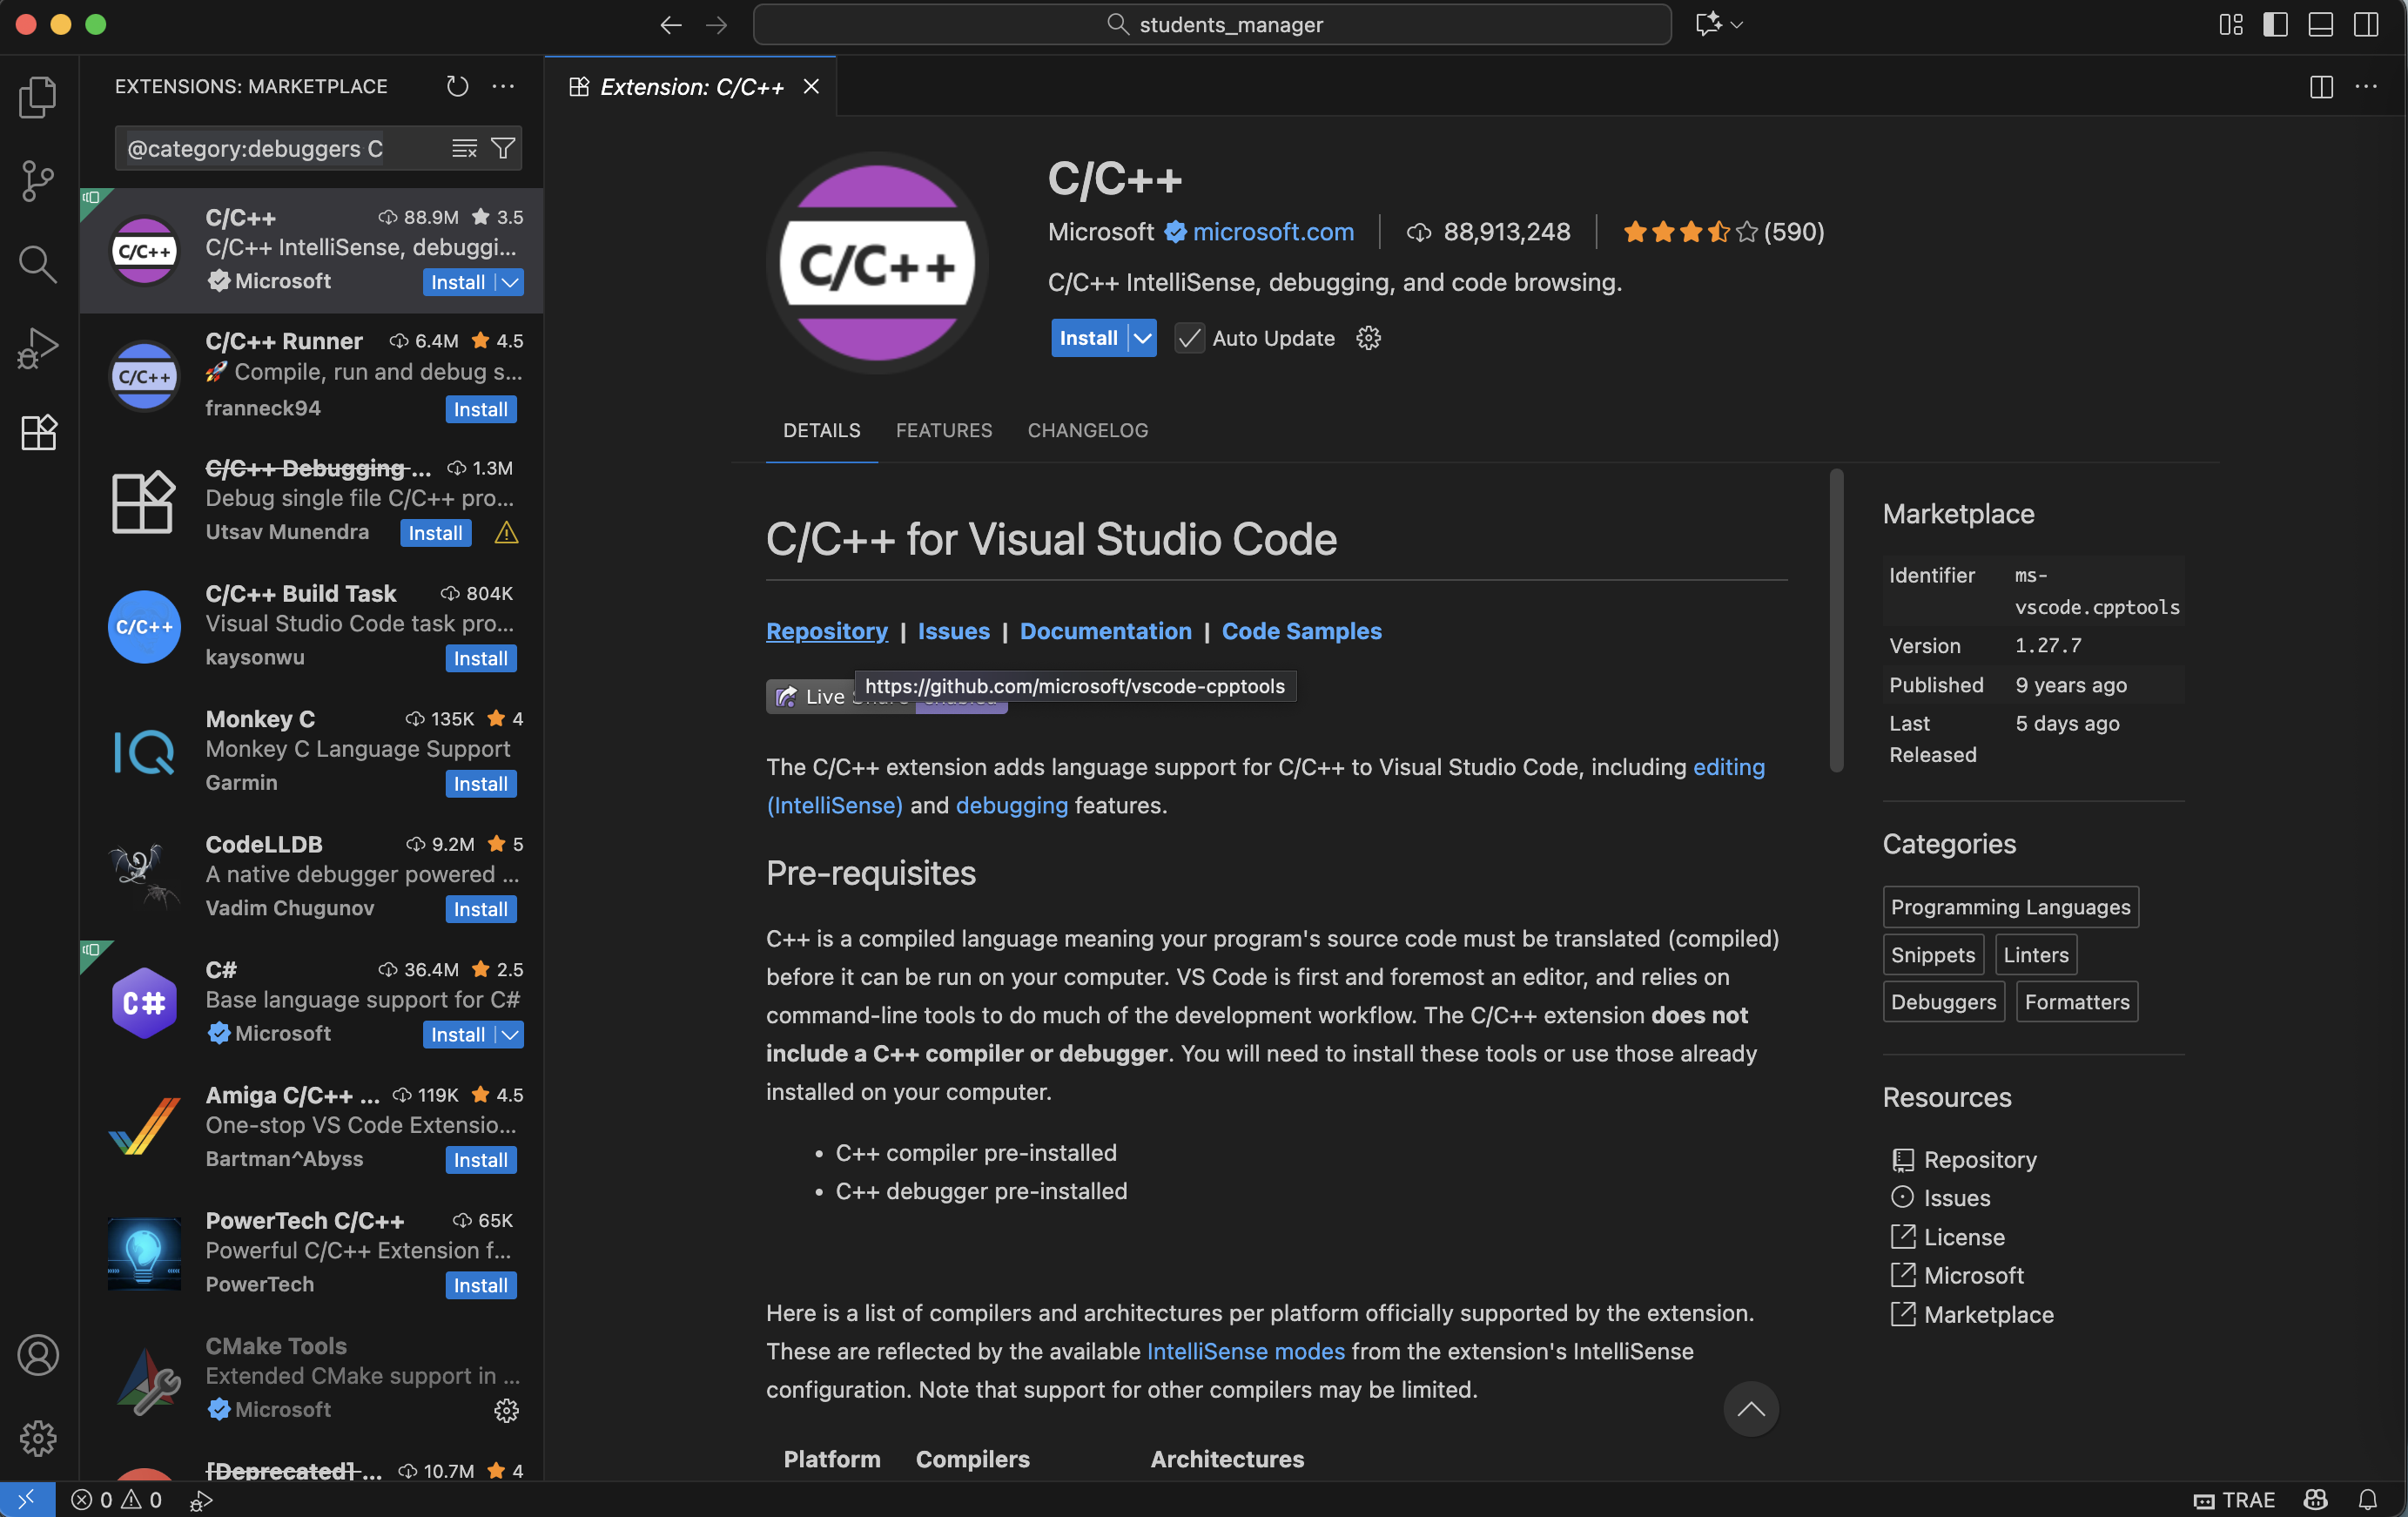 students_manager
EXTENSIONS: MARKETPLACE
@category:debuggers C
C/C++ 88.9M 3.5
C/C++ IntelliSense, debuggi...
Microsoft Install
C/C++ Runner 6.4M 4.5
🚀 Compile, run and debug s...
franneck94 Install
C/C++ Debugging ... 1.3M
Debug single file C/C++ pro...
Utsav Munendra Install
C/C++ Build Task 804K
Visual Studio Code task pro...
kaysonwu Install
Monkey C 135K 4
Monkey C Language Support
Garmin Install
CodeLLDB 9.2M 5
A native debugger powered ...
Vadim Chugunov Install
C# 36.4M 2.5
Base language support for C#
Microsoft Install
Amiga C/C++ ... 119K 4.5
One-stop VS Code Extensio...
Bartman^Abyss Install
PowerTech C/C++ 65K
Powerful C/C++ Extension f...
PowerTech Install
CMake Tools
Extended CMake support in ...
Microsoft
[Deprecated] ... 10.7M 4
Extension: C/C++
C/C++
C/C++
Microsoft microsoft.com 88,913,248 (590)
C/C++ IntelliSense, debugging, and code browsing.
Install Auto Update
DETAILS FEATURES CHANGELOG
C/C++ for Visual Studio Code
Repository | Issues | Documentation | Code Samples
https://github.com/microsoft/vscode-cpptools
Live
The C/C++ extension adds language support for C/C++ to Visual Studio Code, including editing
(IntelliSense) and debugging features.
Pre-requisites
C++ is a compiled language meaning your program's source code must be translated (compiled)
before it can be run on your computer. VS Code is first and foremost an editor, and relies on
command-line tools to do much of the development workflow. The C/C++ extension does not
include a C++ compiler or debugger. You will need to install these tools or use those already
installed on your computer.
• C++ compiler pre-installed
• C++ debugger pre-installed
Here is a list of compilers and architectures per platform officially supported by the extension.
These are reflected by the available IntelliSense modes from the extension's IntelliSense
configuration. Note that support for other compilers may be limited.
Platform Compilers Architectures
Marketplace
Identifier ms-
vscode.cpptools
Version 1.27.7
Published 9 years ago
Last 5 days ago
Released
Categories
Programming Languages
Snippets Linters
Debuggers Formatters
Resources
Repository
Issues
License
Microsoft
Marketplace
0 0
TRAE